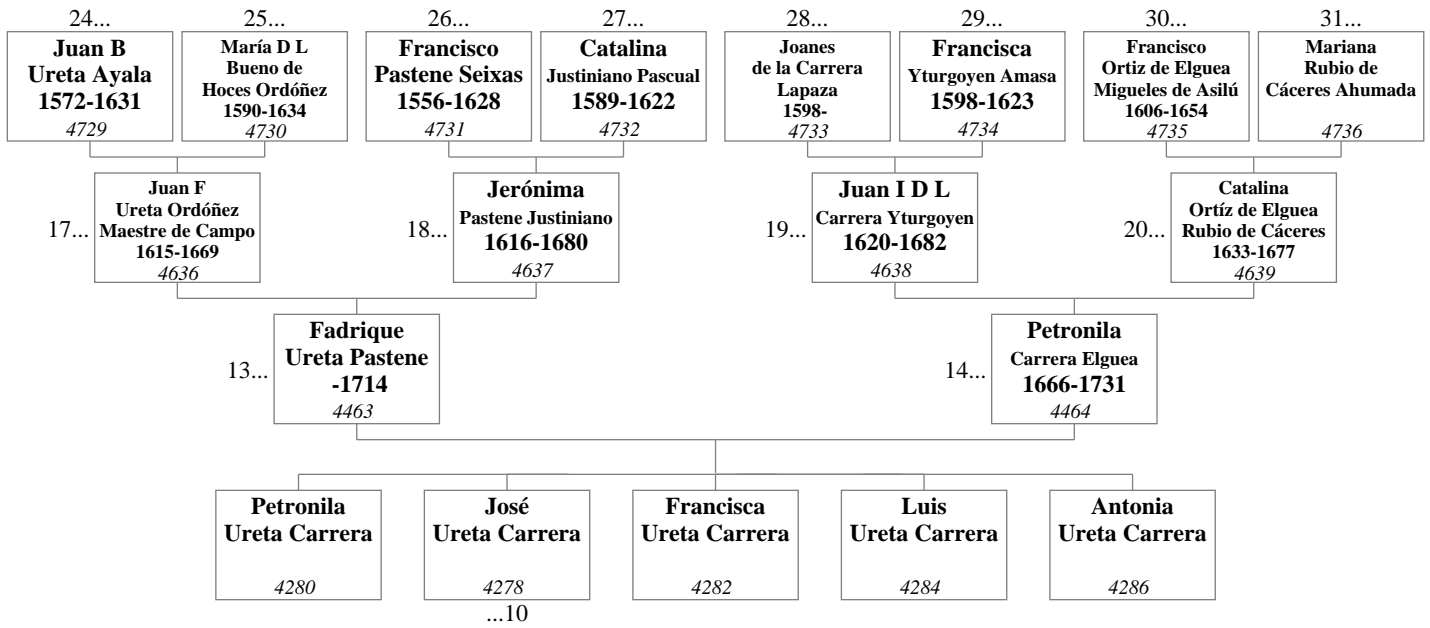 24...
25...
26...
27...
28...
29...
30...
31...
Juan B
Ureta Ayala
1572-1631
4729
María D L
Bueno de
Hoces Ordóñez
1590-1634
4730
Francisco
Pastene Seixas
1556-1628
4731
Catalina
Justiniano Pascual
1589-1622
4732
Joanes
de la Carrera
Lapaza
1598-
4733
Francisca
Yturgoyen Amasa
1598-1623
4734
Francisco
Ortiz de Elguea
Migueles de Asilú
1606-1654
4735
Mariana
Rubio de
Cáceres Ahumada
4736
17...
Juan F
Ureta Ordóñez
Maestre de Campo
1615-1669
4636
18...
Jerónima
Pastene Justiniano
1616-1680
4637
19...
Juan I D L
Carrera Yturgoyen
1620-1682
4638
20...
Catalina
Ortíz de Elguea
Rubio de Cáceres
1633-1677
4639
13...
Fadrique
Ureta Pastene
-1714
4463
14...
Petronila
Carrera Elguea
1666-1731
4464
Petronila
Ureta Carrera
4280
José
Ureta Carrera
4278
...10
Francisca
Ureta Carrera
4282
Luis
Ureta Carrera
4284
Antonia
Ureta Carrera
4286